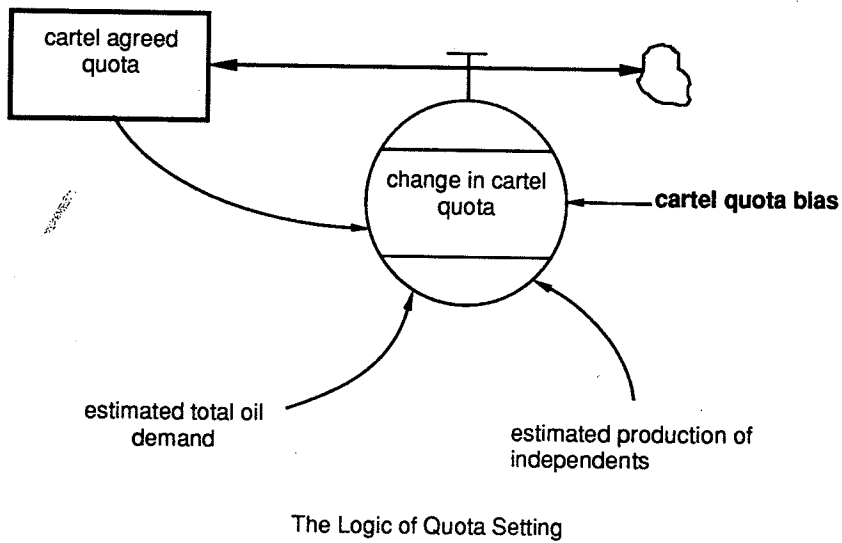 cartel agreed
quota
change in cartel
quota
cartel quota bias
estimated total oil
demand
estimated production of
independents
The Logic of Quota Setting